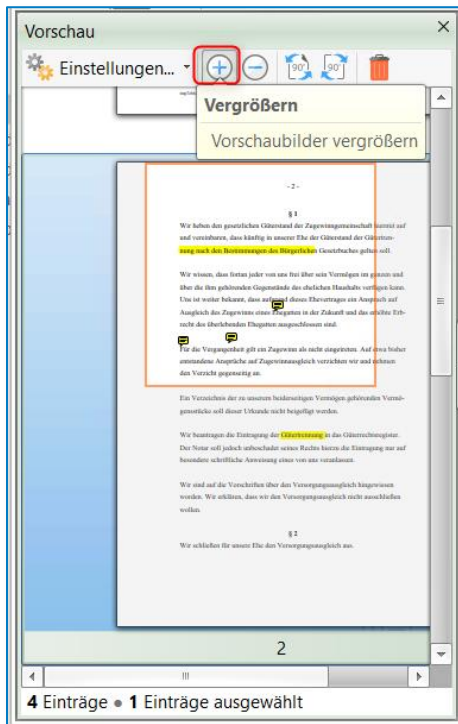 Vorschau
Einstellungen...
90°
90°
Vergrößern
Vorschaubilder vergrößern
- 2 -
§ 1
Wir heben den gesetzlichen Güterstand der Zugewinngemeinschaft hiermit auf
und vereinbaren, dass künftig in unserer Ehe der Güterstand der Gütertren-
nung nach den Bestimmungen des Bürgerlichen Gesetzbuches gelten soll.
Wir wissen, dass fortan jeder von uns frei über sein Vermögen im ganzen und
über die ihm gehörenden Gegenstände des ehelichen Haushalts verfügen kann.
Uns ist weiter bekannt, dass aufgrund dieses Ehevertrages ein Anspruch auf
Ausgleich des Zugewinns eines Ehegatten in der Zukunft und das erhöhte Erb-
recht des überlebenden Ehegatten ausgeschlossen sind.
Für die Vergangenheit gilt ein Zugewinn als nicht eingetreten. Auf etwa bisher
entstandene Ansprüche auf Zugewinnausgleich verzichten wir und nehmen
den Verzicht gegenseitig an.
Ein Verzeichnis der zu unserem beiderseitigen Vermögen gehörenden Vermö-
gensstücke soll dieser Urkunde nicht beigefügt werden.
Wir beantragen die Eintragung der Gütertrennung in das Güterrechtsregister.
Der Notar soll jedoch unbeschadet seines Rechts hierzu die Eintragung nur auf
besondere schriftliche Anweisung eines von uns veranlassen.
Wir sind auf die Vorschriften über den Versorgungsausgleich hingewiesen
worden. Wir erklären, dass wir den Versorgungsausgleich nicht ausschließen
wollen.
§ 2
Wir schließen für unsere Ehe den Versorgungsausgleich aus.
2
4 Einträge • 1 Einträge ausgewählt